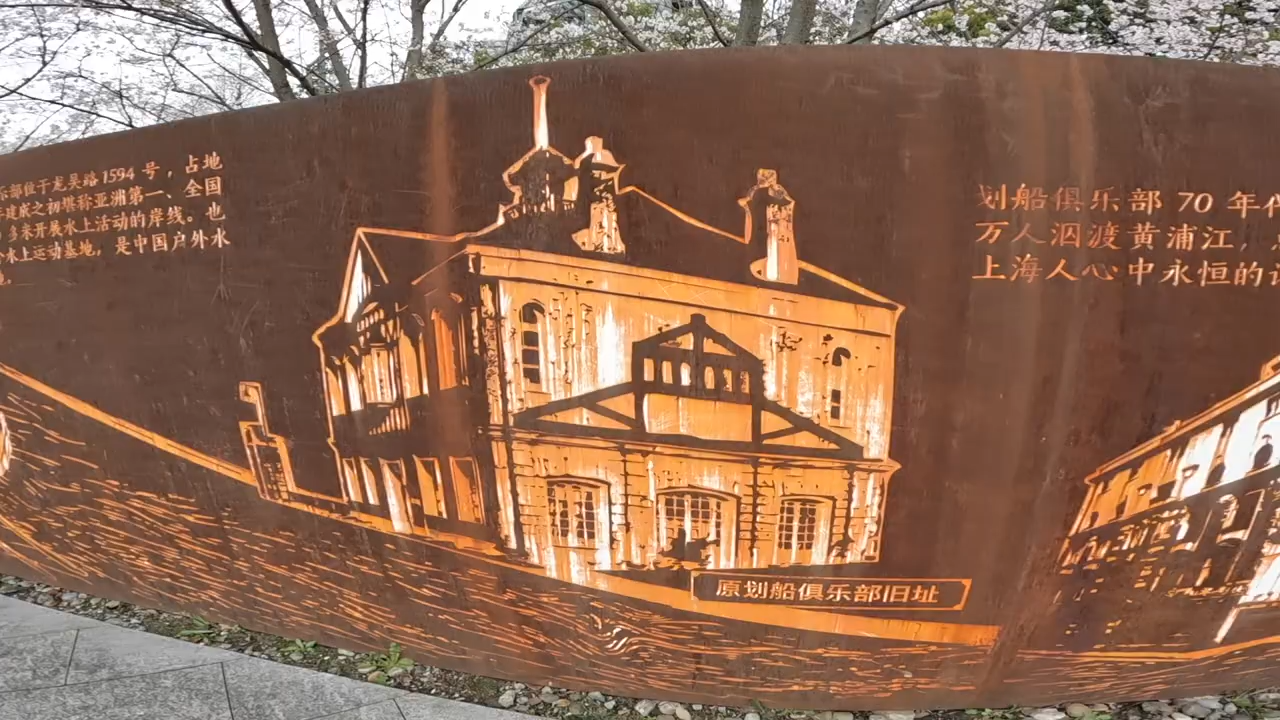 乐部位于龙吴路1594号，占地
建成之初堪称亚洲第一、全国
多米开展水上活动的岸线。也
水上运动基地，是中国户外水
划船俱乐部 70 年代
万人泅渡黄浦江，
上海人心中永恒的
原划船俱乐部旧址